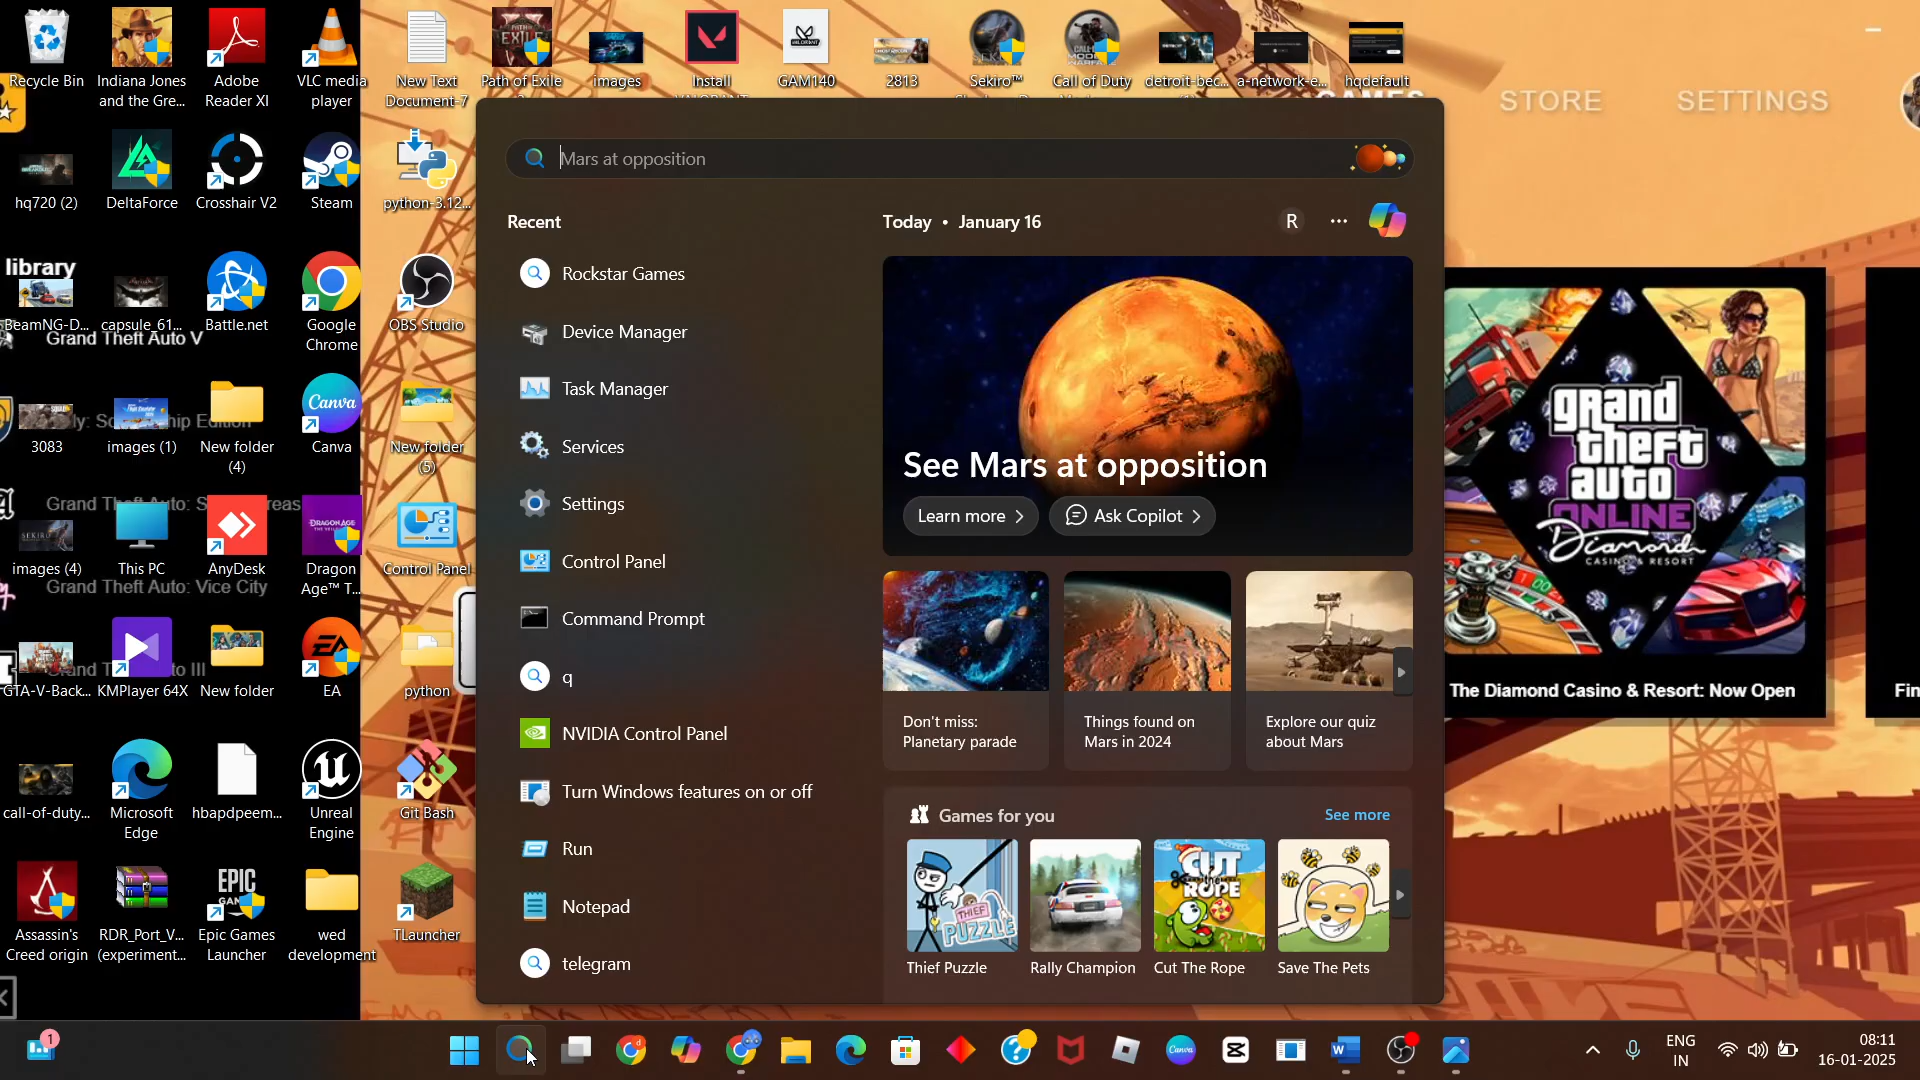 Recycle Bin
Indiana Jones
and the Gre...
Adobe
Reader XI
VLC media
player
New Text
Document-7
Path of Exile
images
Install
GAM140
2813
Sekiro™
Call of Duty
detroit-bec...
a-network-e...
hqdefault
STORE
SETTINGS
hq720 (2)
DeltaForce
Crosshair V2
Steam
python-3.12...
library
BeamNG-D...
capsule_61...
Battle.net
Google
Chrome
OBS Studio
Grand Theft Auto V
3083
images (1)
New folder
(4)
Canva
New folder
(5)
images (4)
This PC
AnyDesk
Dragon
Age™ T...
Control Panel
Grand Theft Auto: Vice City
GTA-V-Back...
KMPlayer 64X
New folder
EA
python
call-of-duty...
Microsoft
Edge
hbapdpeem...
Unreal
Engine
Git Bash
Assassin's
Creed origin
RDR_Port_V...
(experiment...
Epic Games
Launcher
wed
development
TLauncher
Mars at opposition
Recent
Rockstar Games
Device Manager
Task Manager
Services
Settings
Control Panel
Command Prompt
q
NVIDIA Control Panel
Turn Windows features on or off
Run
Notepad
telegram
Today • January 16
R
See Mars at opposition
Learn more
Ask Copilot
Don't miss:
Planetary parade
Things found on
Mars in 2024
Explore our quiz
about Mars
Games for you
See more
THIEF
PUZZLE
CUT
THE
ROPE
Thief Puzzle
Rally Champion
Cut The Rope
Save The Pets
grand
theft
auto
ONLINE
Diamond
CASINO & RESORT
The Diamond Casino & Resort: Now Open
Fin
1
ENG
IN
08:11
16-01-2025